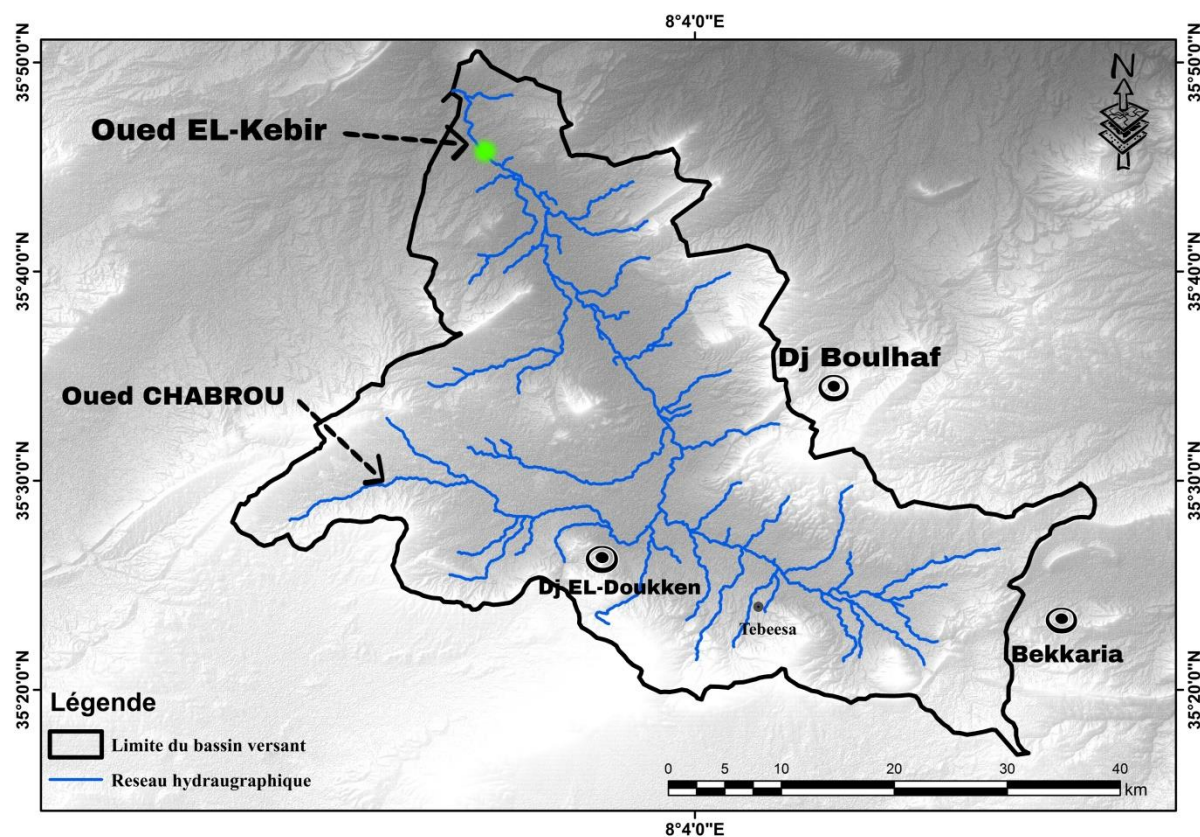 8°4'0"E
35°50'0"N
35°50'0"N
N
Oued EL-Kebir
35°40'0"N
35°40'0"N
Dj Boulhaf
Oued CHABROU
35°30'0"N
35°30'0"N
Dj EL-Doukken
Tebeesa
Bekkaria
35°20'0"N
35°20'0"N
Légende
Limite du bassin versant
Reseau hydraugraphique
0 5 10 20 30 40
km
8°4'0"E